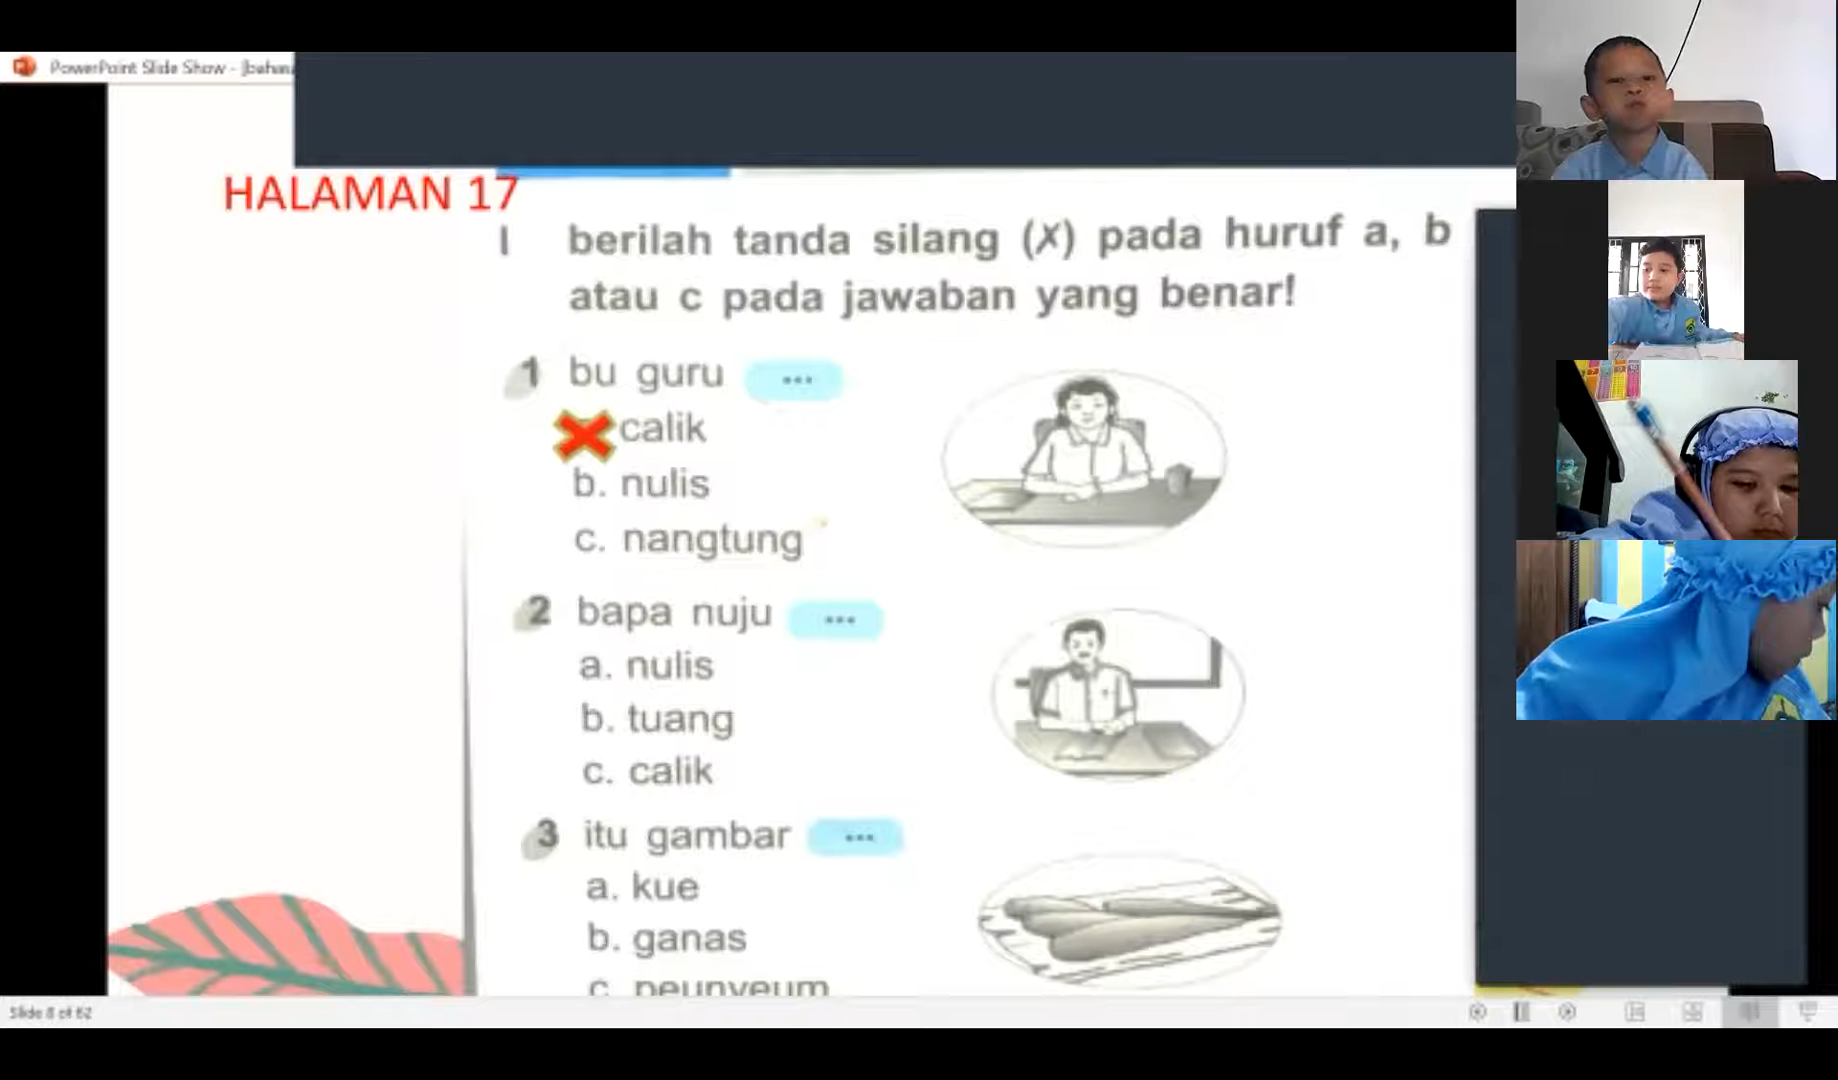 PowerPoint Slide Show - [bahas
HALAMAN 17
I berilah tanda silang (✗) pada huruf a, b
atau c pada jawaban yang benar!
1 bu guru ...
calik
b. nulis
c. nangtung
2 bapa nuju ...
a. nulis
b. tuang
c. calik
3 itu gambar ...
a. kue
b. ganas
c. peunyeum
Slide 8 of 62